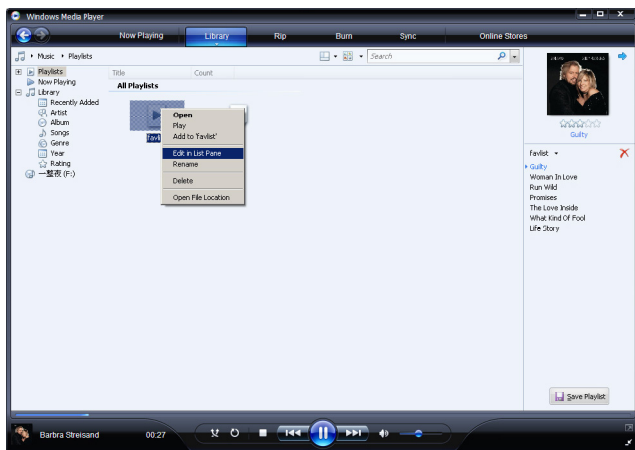 Windows Media Player
Now Playing
Library
Rip
Burn
Sync
Online Stores
Music
Playlists
Search
Playlists
Now Playing
Library
Recently Added
Artist
Album
Songs
Genre
Year
Rating
一整夜 (F:)
Title
Count
All Playlists
Open
Play
Add to 'favlist'
Edit in List Pane
Rename
Delete
Open File Location
Guilty
favlist
Guilty
Woman In Love
Run Wild
Promises
The Love Inside
What Kind Of Fool
Life Story
Save Playlist
Barbra Streisand
00:27